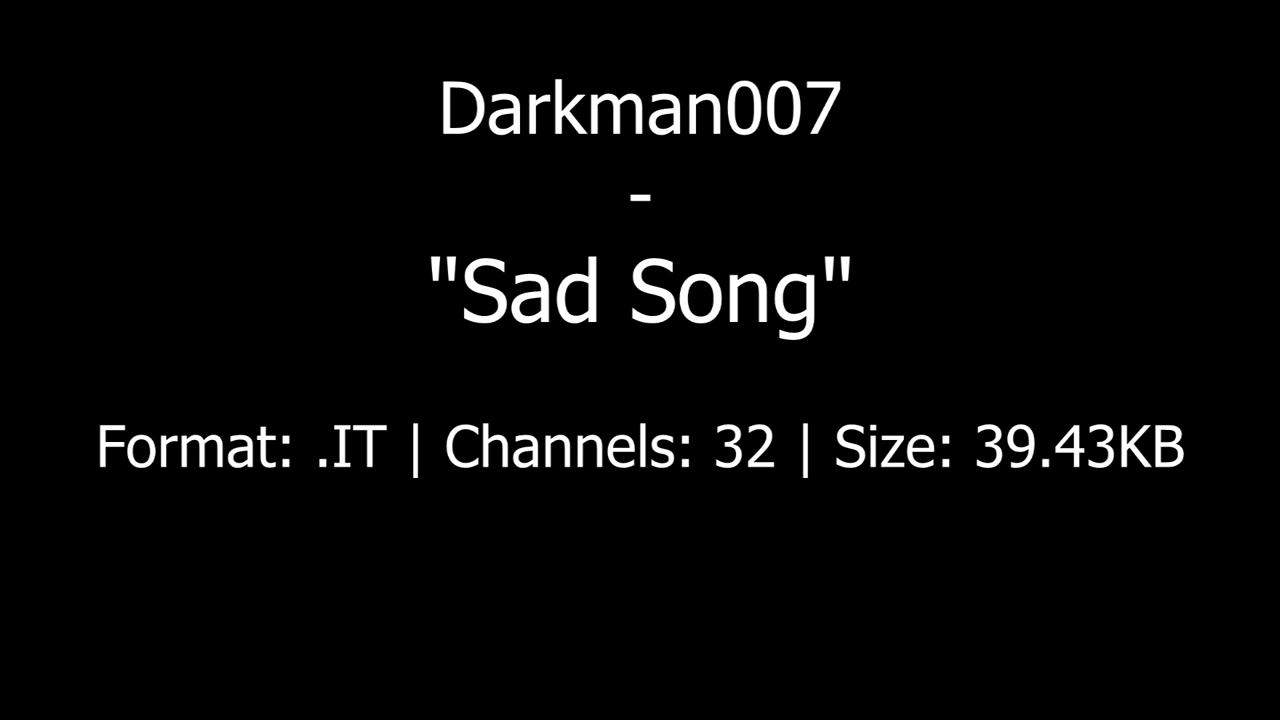 Darkman007
-
"Sad Song"
Format: .IT | Channels: 32 | Size: 39.43KB